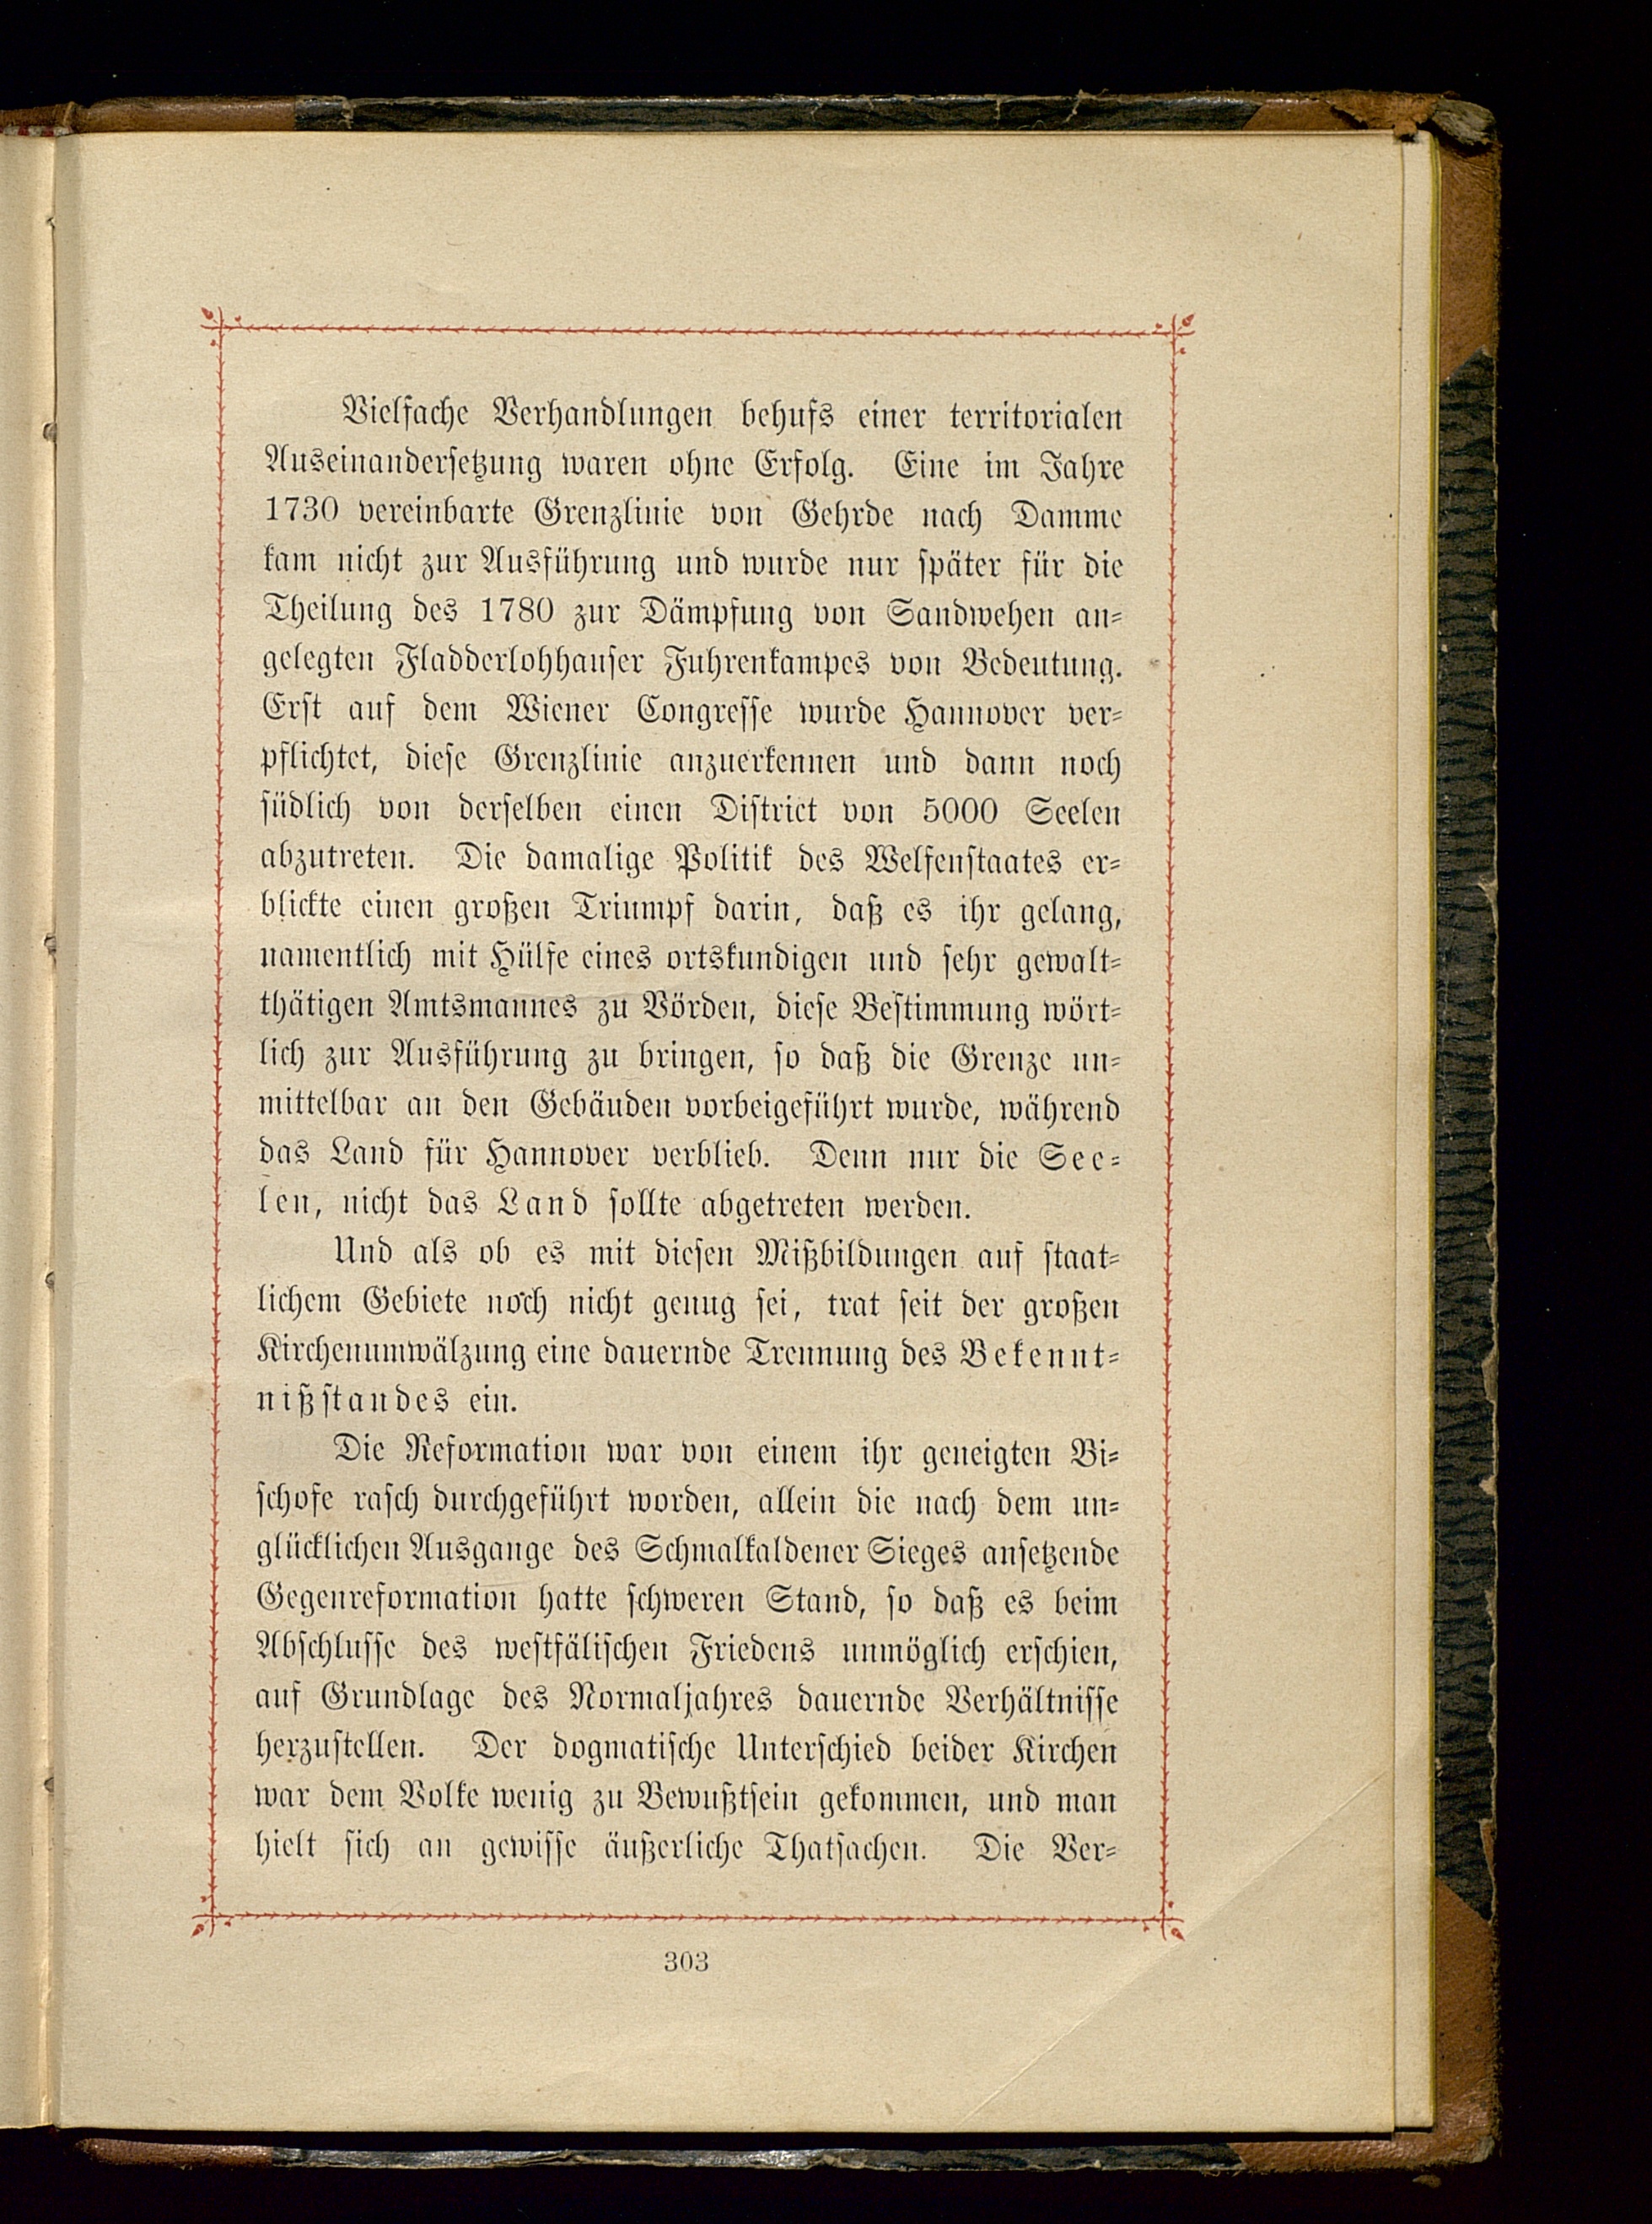 Vielfache Verhandlungen behufs einer territorialen
Auseinandersetzung waren ohne Erfolg. Eine im Jahre
1730 vereinbarte Grenzlinie von Gehrde nach Damme
kam nicht zur Ausführung und wurde nur später für die
Theilung des 1780 zur Dämpfung von Sandwehen an-
gelegten Fladderlohhauser Fuhrenkampes von Bedeutung.
Erst auf dem Wiener Congresse wurde Hannover ver-
pflichtet, diese Grenzlinie anzuerkennen und dann noch
südlich von derselben einen District von 5000 Seelen
abzutreten. Die damalige Politik des Welfenstaates er-
blickte einen großen Triumpf darin, daß es ihr gelang,
namentlich mit Hülfe eines ortskundigen und sehr gewalt-
thätigen Amtsmannes zu Vörden, diese Bestimmung wört-
lich zur Ausführung zu bringen, so daß die Grenze un-
mittelbar an den Gebäuden vorbeigeführt wurde, während
das Land für Hannover verblieb. Denn nur die See-
len, nicht das Land sollte abgetreten werden.
Und als ob es mit diesen Mißbildungen auf staat-
lichem Gebiete noch nicht genug sei, trat seit der großen
Kirchenumwälzung eine dauernde Trennung des Bekennt-
nißstandes ein.
Die Reformation war von einem ihr geneigten Bi-
schofe rasch durchgeführt worden, allein die nach dem un-
glücklichen Ausgange des Schmalkaldener Sieges ansetzende
Gegenreformation hatte schweren Stand, so daß es beim
Abschlusse des westfälischen Friedens unmöglich erschien,
auf Grundlage des Normaljahres dauernde Verhältnisse
herzustellen. Der dogmatische Unterschied beider Kirchen
war dem Volke wenig zu Bewußtsein gekommen, und man
hielt sich an gewisse äußerliche Thatsachen. Die Ver-
303